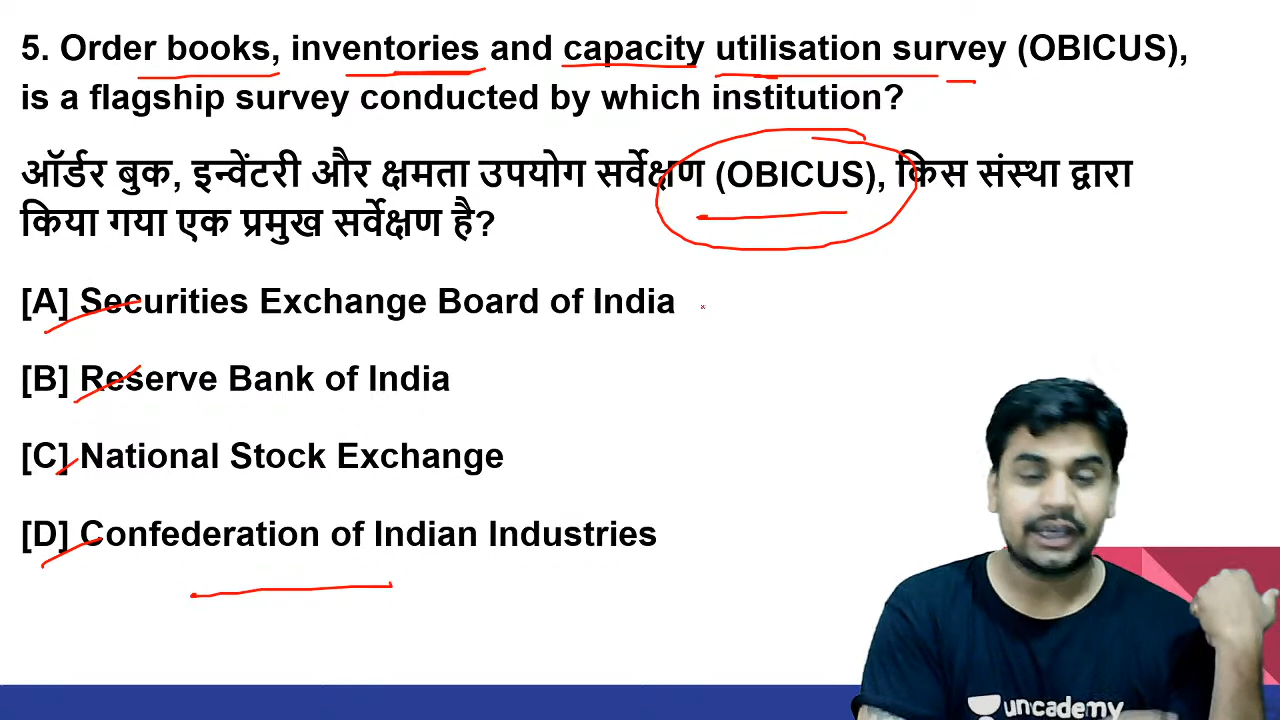 5. Order books, inventories and capacity utilisation survey (OBICUS),
is a flagship survey conducted by which institution?
ऑर्डर बुक, इन्वेंटरी और क्षमता उपयोग सर्वेक्षण (OBICUS), किस संस्था द्वारा
किया गया एक प्रमुख सर्वेक्षण है?
[A] Securities Exchange Board of India
[B] Reserve Bank of India
[C] National Stock Exchange
[D] Confederation of Indian Industries
uncademy